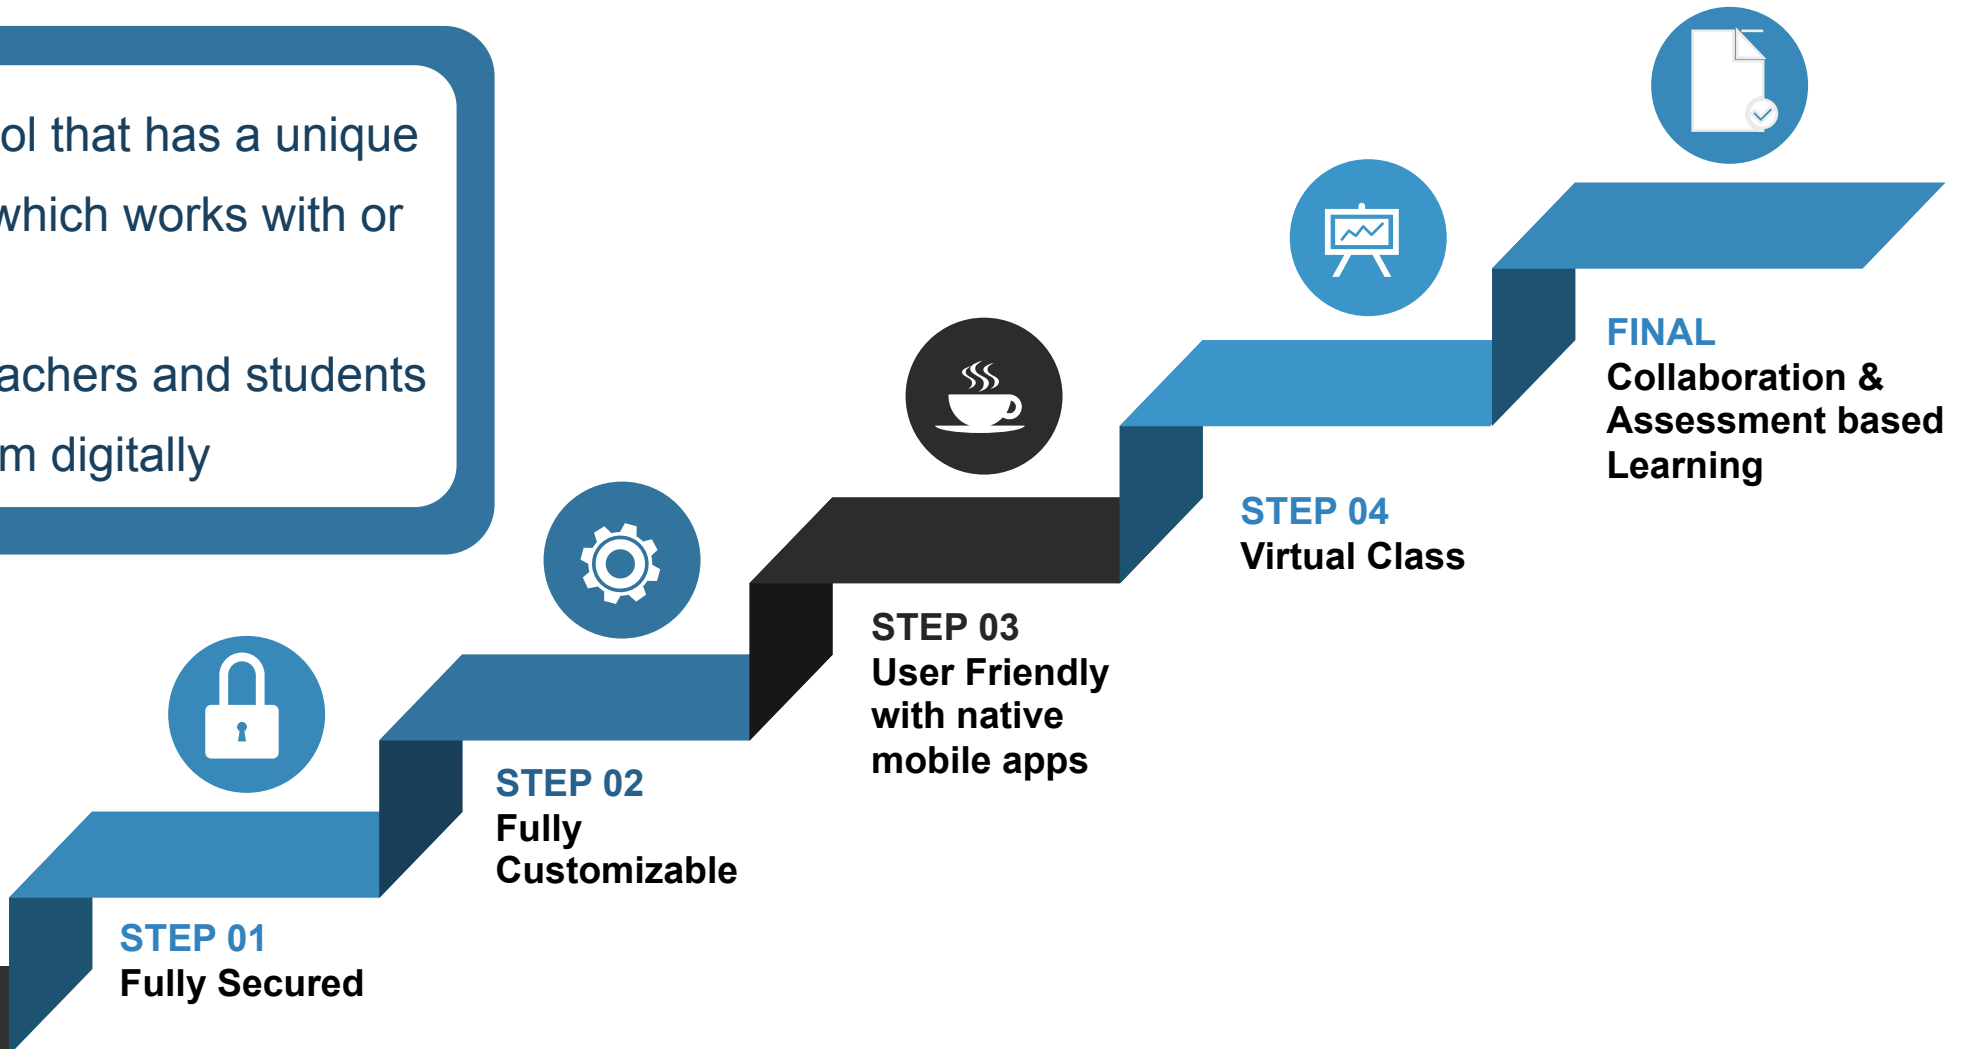 ol that has a unique
which works with or
achers and students
m digitally
FINAL
Collaboration &
Assessment based
Learning
STEP 04
Virtual Class
STEP 03
User Friendly
with native
mobile apps
STEP 02
Fully
Customizable
STEP 01
Fully Secured